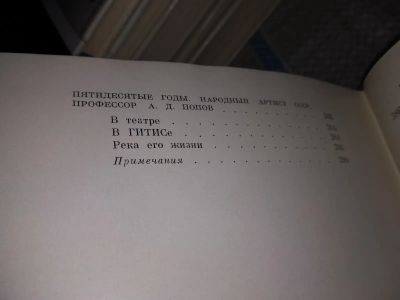 ПЯТИДЕСЯТЫЕ ГОДЫ. НАРОДНЫЙ АРТИСТ СССР,
ПРОФЕССОР А. Д. ПОПОВ
В театре
В ГИТИСе
Река его жизни
Примечания